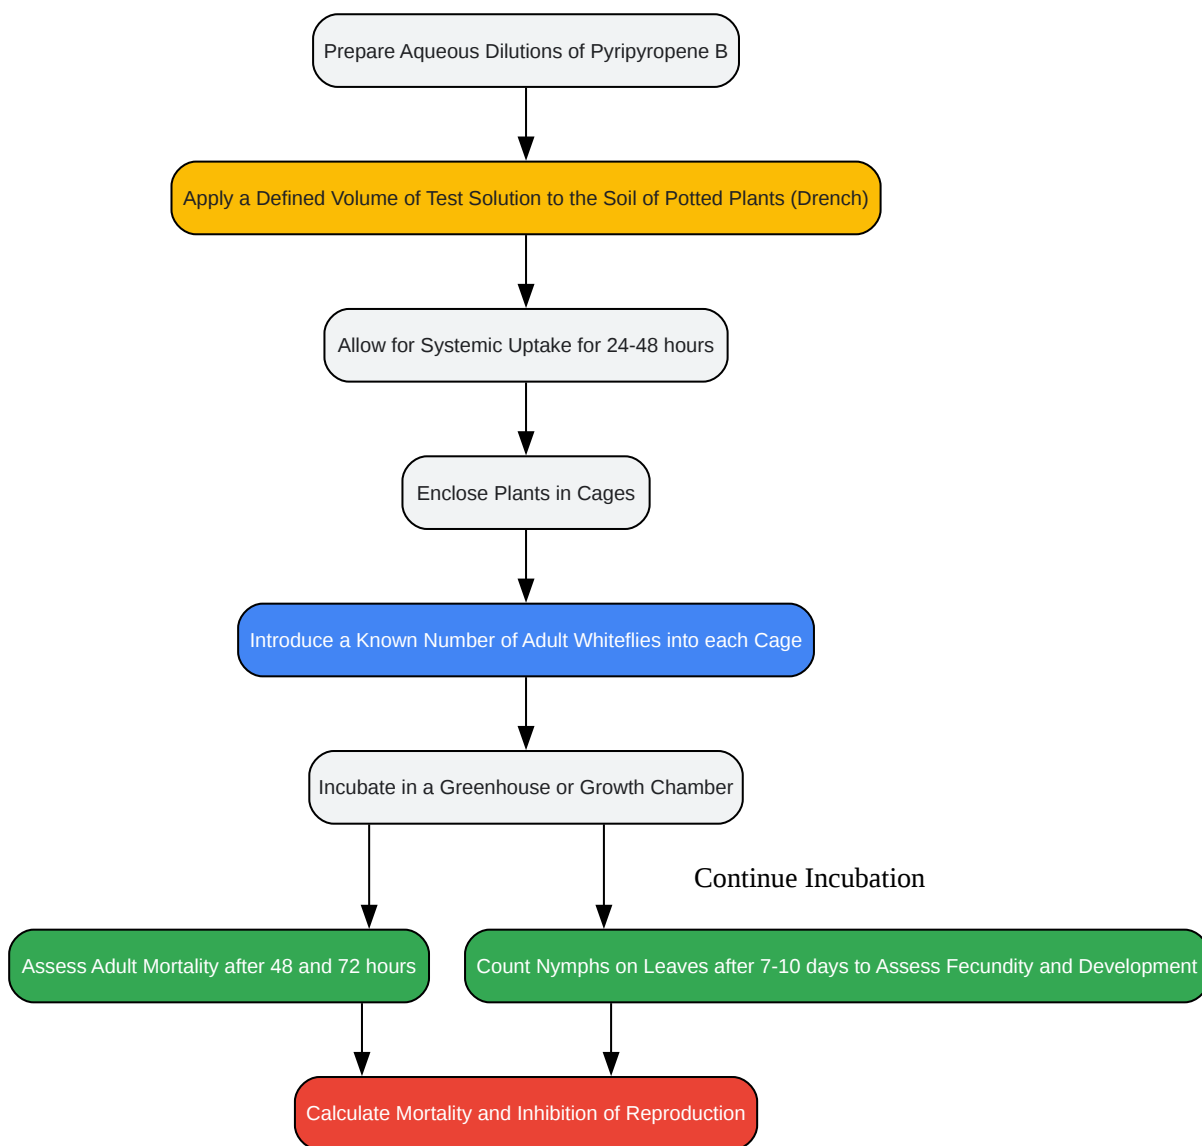 Prepare Aqueous Dilutions of Pyripyropene B
Apply a Defined Volume of Test Solution to the Soil of Potted Plants (Drench)
Allow for Systemic Uptake for 24-48 hours
Enclose Plants in Cages
Introduce a Known Number of Adult Whiteflies into each Cage
Incubate in a Greenhouse or Growth Chamber
Continue Incubation
Assess Adult Mortality after 48 and 72 hours
Count Nymphs on Leaves after 7-10 days to Assess Fecundity and Development
Calculate Mortality and Inhibition of Reproduction